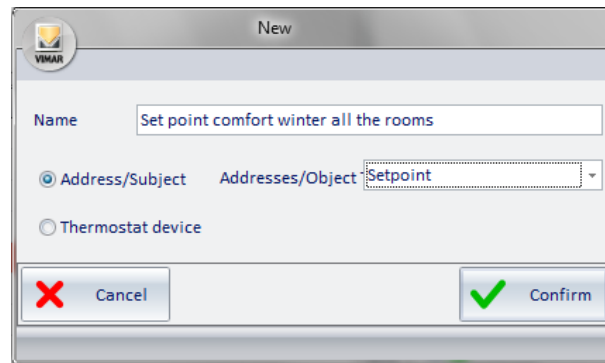 New
VIMAR
Name Set point comfort winter all the rooms
Address/Subject Addresses/Object Setpoint
Thermostat device
Cancel Confirm